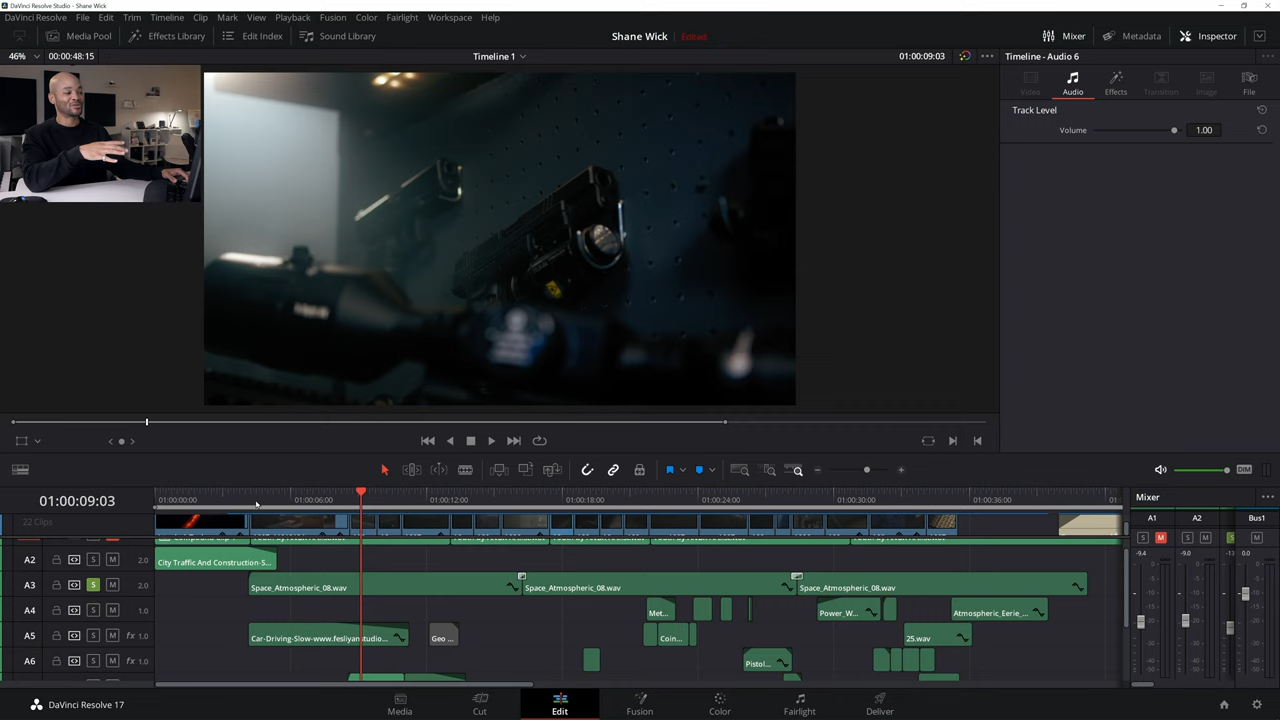 DaVinci Resolve Studio - Shane Wick
DaVinci Resolve File Edit Trim Timeline Clip Mark View Playback Fusion Color Fairlight Workspace Help
Media Pool Effects Library Edit Index Sound Library Shane Wick Edited Mixer Metadata Inspector
46% 00:00:48:15 Timeline 1 01:00:09:03 Timeline - Audio 6
Video Audio Effects Transition Image File
Track Level
Volume 1.00
DIM
01:00:09:03 01:00:00:00 01:00:06:00 01:00:12:00 01:00:18:00 01:00:24:00 01:00:30:00 01:00:36:00 Mixer
22 Clips A1 A2 Bus1
S M S M
A2 S M 2.0 City Traffic And Construction-S... -9.4 -9.0 0.0
A3 S M 2.0 Space_Atmospheric_08.wav Space_Atmospheric_08.wav Space_Atmospheric_08.wav
A4 S M 1.0 Met... Power_W... Atmospheric_Eerie_...
A5 S M fx 1.0 Car-Driving-Slow-www.fesliyanstudio... Geo ... Coin... 25.wav
A6 S M fx 1.0 Pistol...
DaVinci Resolve 17 Media Cut Edit Fusion Color Fairlight Deliver